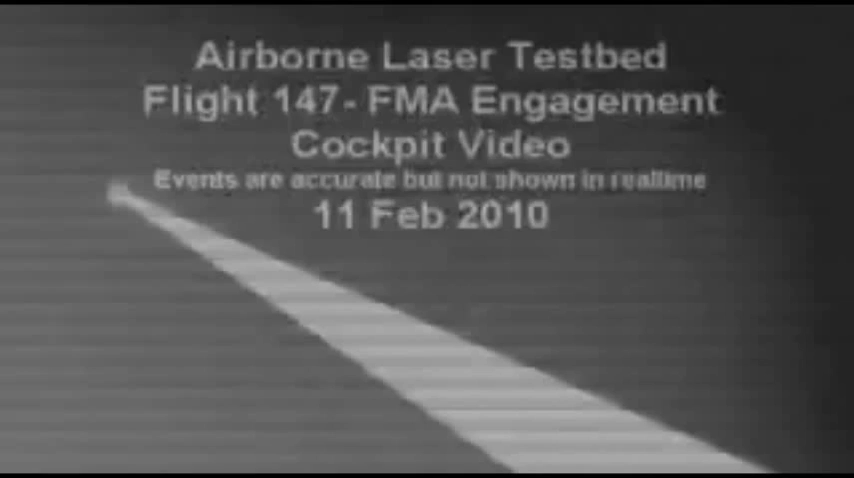 Airborne Laser Testbed
Flight 147- FMA Engagement
Cockpit Video
Events are accurate but not shown in realtime
11 Feb 2010